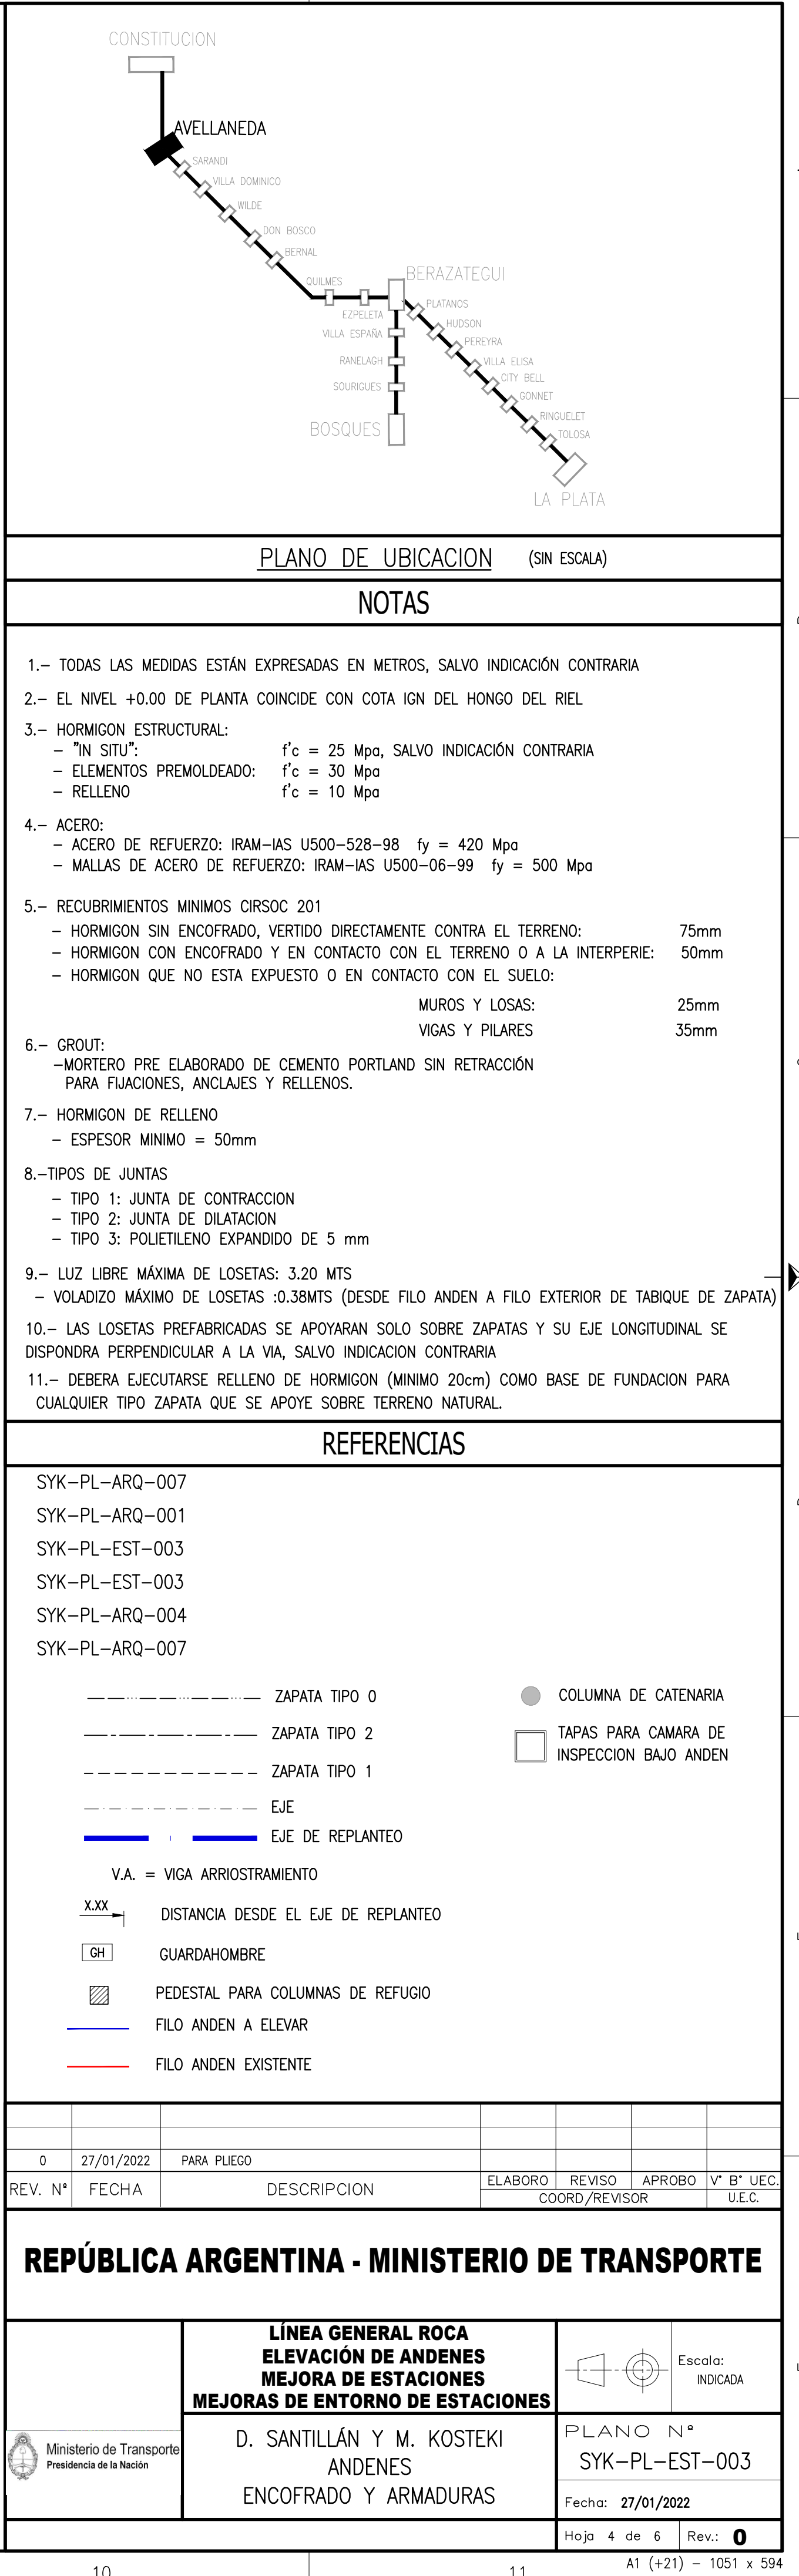 CONSTITUCION
AVELLANEDA
SARANDI
VILLA DOMINICO
WILDE
DON BOSCO
BERNAL
QUILMES
BERAZATEGUI
EZPELETA
PLATANOS
HUDSON
VILLA ESPAÑA
PEREYRA
RANELAGH
VILLA ELISA
CITY BELL
SOURIGUES
GONNET
RINGUELET
BOSQUES
TOLOSA
LA PLATA
PLANO DE UBICACION (SIN ESCALA)
NOTAS
1.- TODAS LAS MEDIDAS ESTÁN EXPRESADAS EN METROS, SALVO INDICACIÓN CONTRARIA
2.- EL NIVEL +0.00 DE PLANTA COINCIDE CON COTA IGN DEL HONGO DEL RIEL
3.- HORMIGON ESTRUCTURAL:
- "IN SITU": f'c = 25 Mpa, SALVO INDICACIÓN CONTRARIA
- ELEMENTOS PREMOLDEADO: f'c = 30 Mpa
- RELLENO f'c = 10 Mpa
4.- ACERO:
- ACERO DE REFUERZO: IRAM-IAS U500-528-98 fy = 420 Mpa
- MALLAS DE ACERO DE REFUERZO: IRAM-IAS U500-06-99 fy = 500 Mpa
5.- RECUBRIMIENTOS MINIMOS CIRSOC 201
- HORMIGON SIN ENCOFRADO, VERTIDO DIRECTAMENTE CONTRA EL TERRENO: 75mm
- HORMIGON CON ENCOFRADO Y EN CONTACTO CON EL TERRENO O A LA INTERPERIE: 50mm
- HORMIGON QUE NO ESTA EXPUESTO O EN CONTACTO CON EL SUELO:
MUROS Y LOSAS: 25mm
VIGAS Y PILARES 35mm
6.- GROUT:
-MORTERO PRE ELABORADO DE CEMENTO PORTLAND SIN RETRACCIÓN
PARA FIJACIONES, ANCLAJES Y RELLENOS.
7.- HORMIGON DE RELLENO
- ESPESOR MINIMO = 50mm
8.-TIPOS DE JUNTAS
- TIPO 1: JUNTA DE CONTRACCION
- TIPO 2: JUNTA DE DILATACION
- TIPO 3: POLIETILENO EXPANDIDO DE 5 mm
9.- LUZ LIBRE MÁXIMA DE LOSETAS: 3.20 MTS
- VOLADIZO MÁXIMO DE LOSETAS :0.38MTS (DESDE FILO ANDEN A FILO EXTERIOR DE TABIQUE DE ZAPATA)
10.- LAS LOSETAS PREFABRICADAS SE APOYARAN SOLO SOBRE ZAPATAS Y SU EJE LONGITUDINAL SE
DISPONDRA PERPENDICULAR A LA VIA, SALVO INDICACION CONTRARIA
11.- DEBERA EJECUTARSE RELLENO DE HORMIGON (MINIMO 20cm) COMO BASE DE FUNDACION PARA
CUALQUIER TIPO ZAPATA QUE SE APOYE SOBRE TERRENO NATURAL.
REFERENCIAS
SYK-PL-ARQ-007
SYK-PL-ARQ-001
SYK-PL-EST-003
SYK-PL-EST-003
SYK-PL-ARQ-004
SYK-PL-ARQ-007
ZAPATA TIPO 0
ZAPATA TIPO 2
ZAPATA TIPO 1
EJE
EJE DE REPLANTEO
COLUMNA DE CATENARIA
TAPAS PARA CAMARA DE
INSPECCION BAJO ANDEN
V.A. = VIGA ARRIOSTRAMIENTO
X.XX DISTANCIA DESDE EL EJE DE REPLANTEO
GH GUARDAHOMBRE
PEDESTAL PARA COLUMNAS DE REFUGIO
FILO ANDEN A ELEVAR
FILO ANDEN EXISTENTE
0 27/01/2022 PARA PLIEGO
REV. Nº FECHA DESCRIPCION ELABORO REVISO APROBO V° B° UEC.
COORD/REVISOR U.E.C.
REPÚBLICA ARGENTINA - MINISTERIO DE TRANSPORTE
LÍNEA GENERAL ROCA
ELEVACIÓN DE ANDENES
MEJORA DE ESTACIONES
MEJORAS DE ENTORNO DE ESTACIONES
Escala:
INDICADA
Ministerio de Transporte
Presidencia de la Nación
D. SANTILLÁN Y M. KOSTEKI
ANDENES
ENCOFRADO Y ARMADURAS
PLANO Nº
SYK-PL-EST-003
Fecha: 27/01/2022
Hoja 4 de 6 Rev.: 0
A1 (+21) - 1051 x 594
10 11